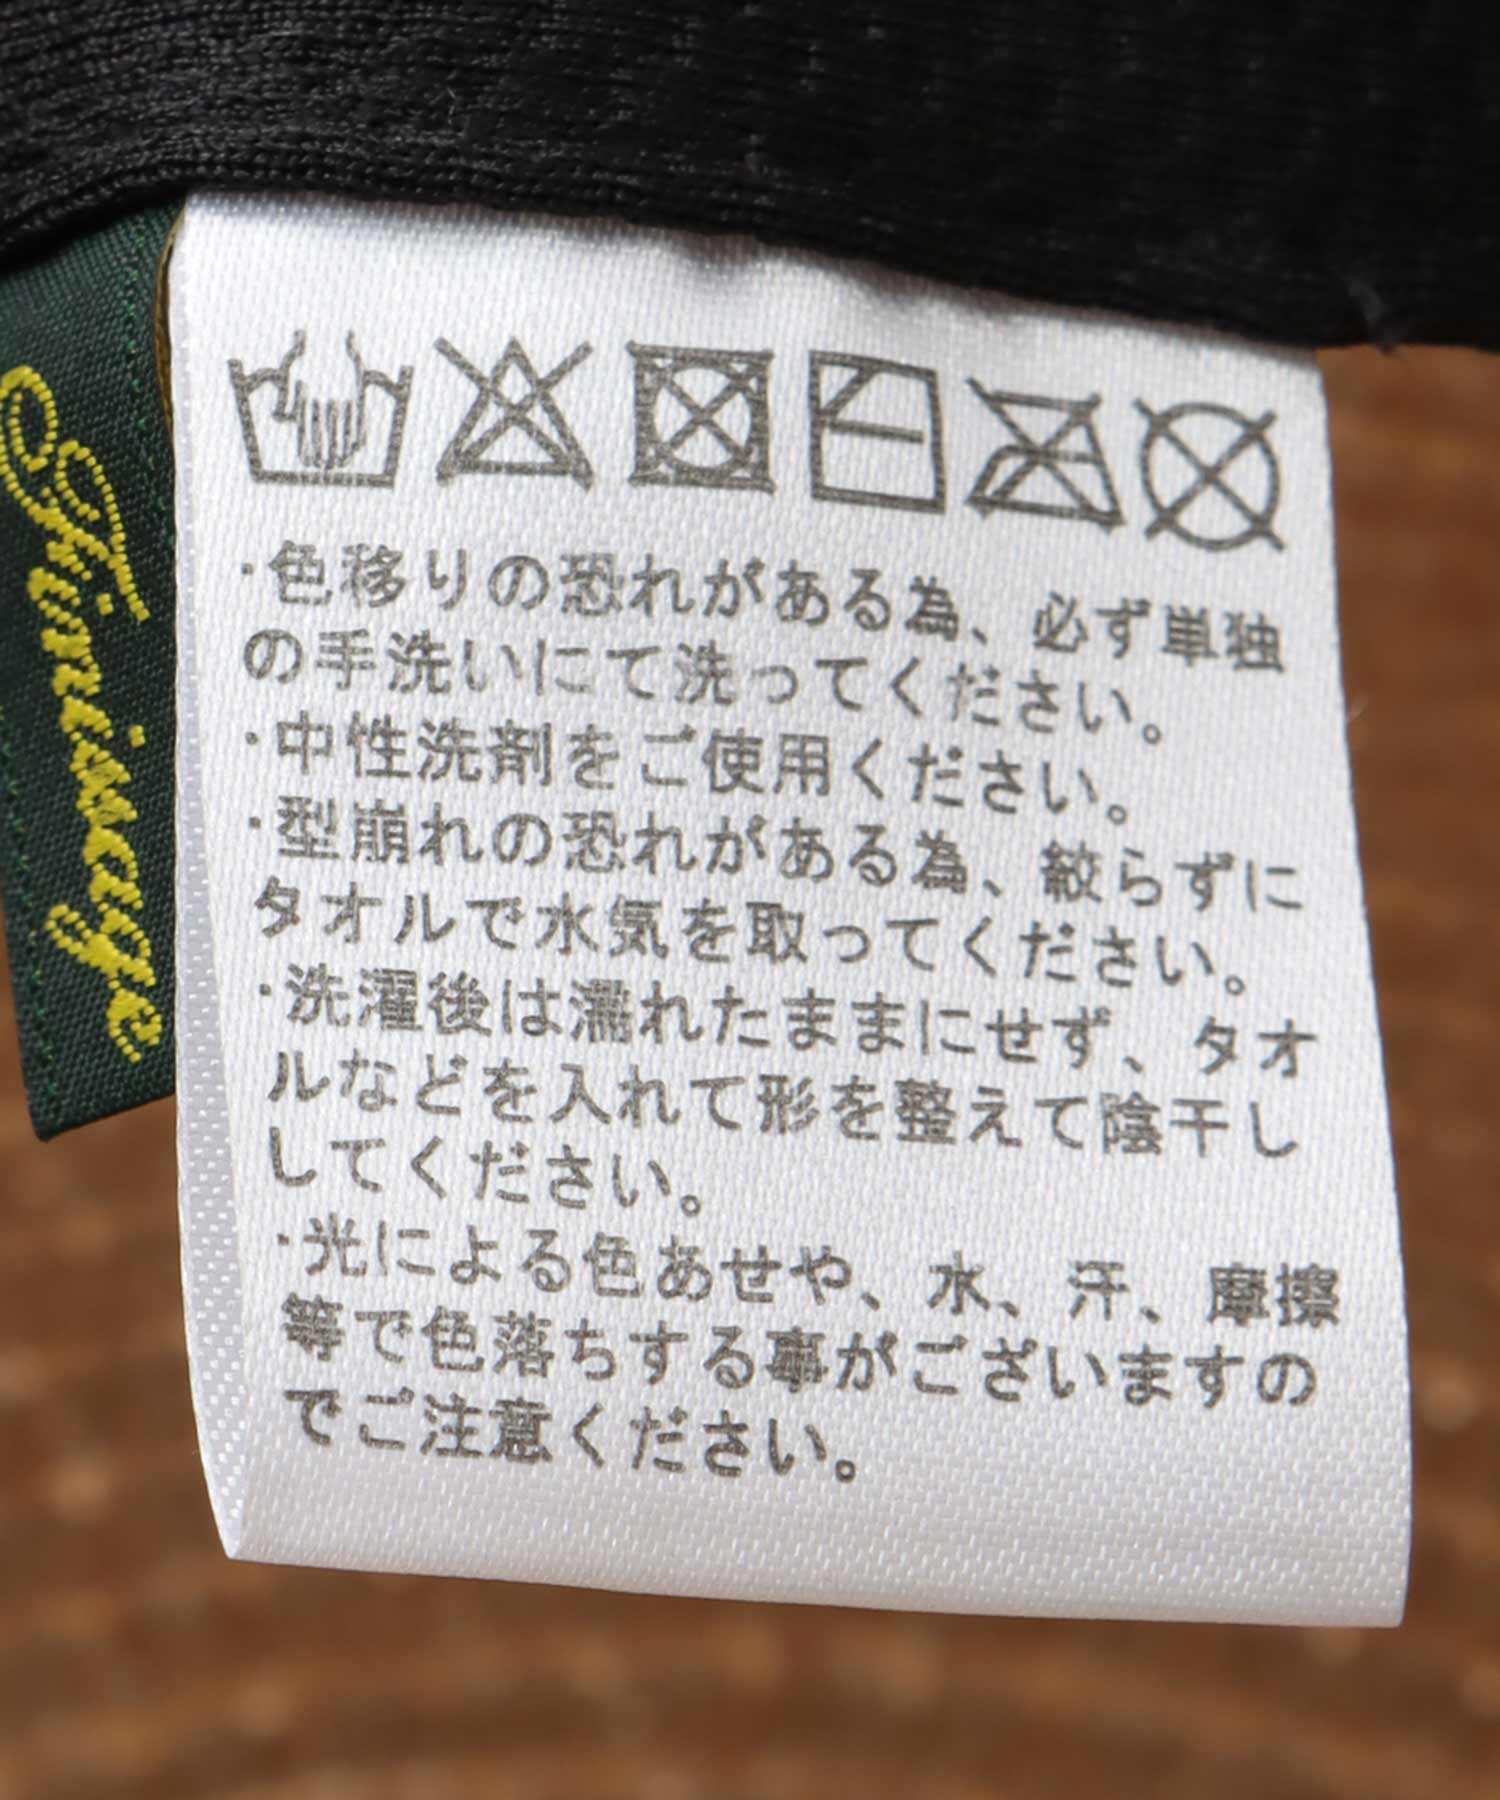 ・色移りの恐れがある為、必ず単独
の手洗いにて洗ってください。
・中性洗剤をご使用ください。
・型崩れの恐れがある為、絞らずに
タオルで水気を取ってください。
・洗濯後は濡れたままにせず、タオ
ルなどを入れて形を整えて陰干し
してください。
・光による色あせや、水、汗、摩擦
等で色落ちする事がございますの
でご注意ください。